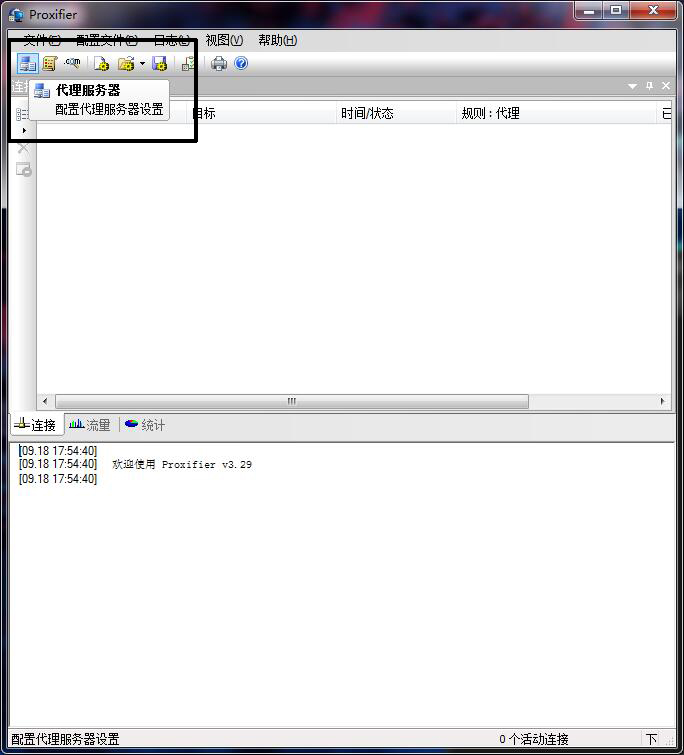 Proxifier
文件(F) 配置文件(P) 日志(L) 视图(V) 帮助(H)
.com
连
代理服务器
配置代理服务器设置
目标 时间/状态 规则 : 代理
连接 流量 统计
[09.18 17:54:40]
[09.18 17:54:40] 欢迎使用 Proxifier v3.29
[09.18 17:54:40]
配置代理服务器设置 0 个活动连接 下